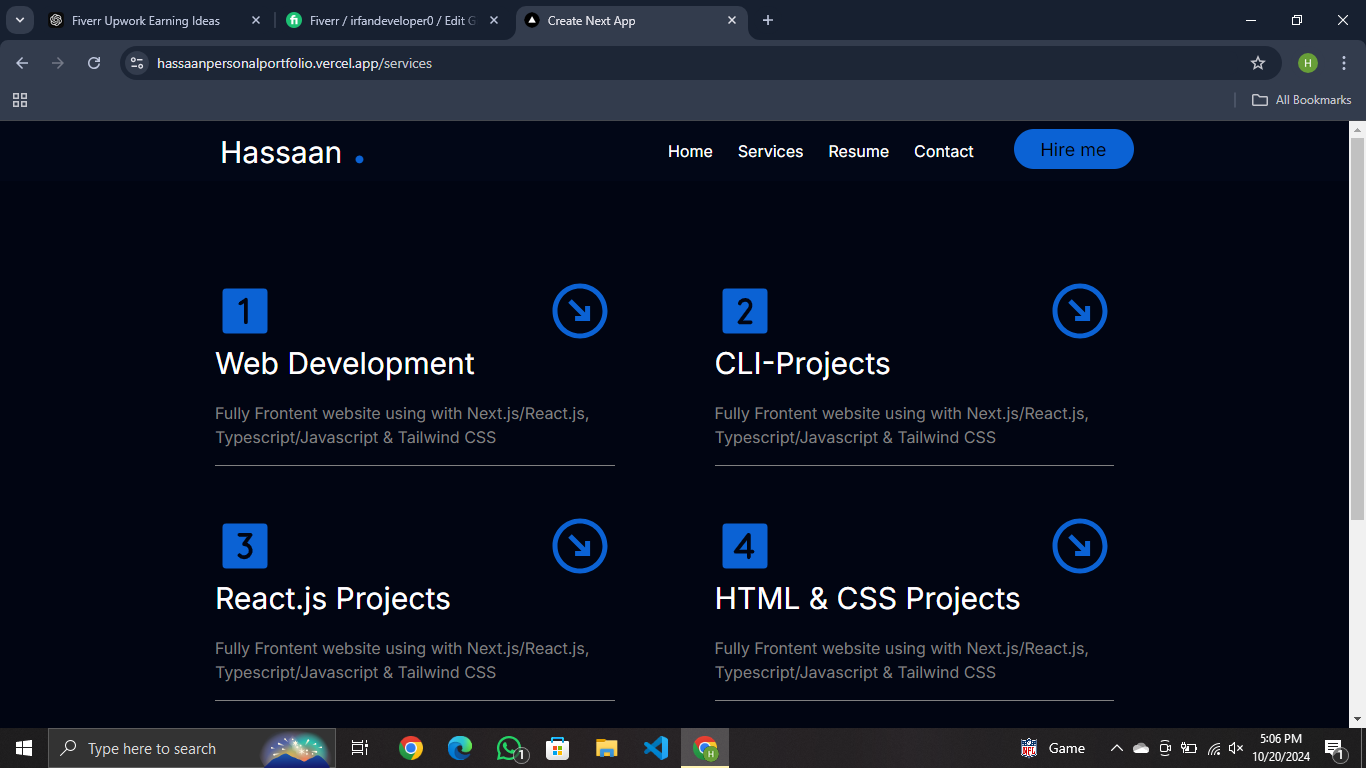 Fiverr Upwork Earning Ideas
Fiverr / irfandeveloper0 / Edit G
Create Next App
hassaanpersonalportfolio.vercel.app/services
H
All Bookmarks
Hassaan .
Home Services Resume Contact Hire me
1
Web Development
Fully Frontent website using with Next.js/React.js,
Typescript/Javascript & Tailwind CSS
2
CLI-Projects
Fully Frontent website using with Next.js/React.js,
Typescript/Javascript & Tailwind CSS
3
React.js Projects
Fully Frontent website using with Next.js/React.js,
Typescript/Javascript & Tailwind CSS
4
HTML & CSS Projects
Fully Frontent website using with Next.js/React.js,
Typescript/Javascript & Tailwind CSS
Type here to search
1
H
NFL
Game
5:06 PM
10/20/2024
1